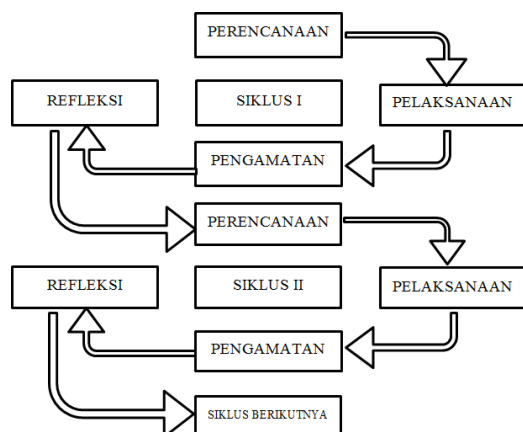 PERENCANAAN
REFLEKSI
SIKLUS I
PELAKSANAAN
PENGAMATAN
PERENCANAAN
REFLEKSI
SIKLUS II
PELAKSANAAN
PENGAMATAN
SIKLUS BERIKUTNYA